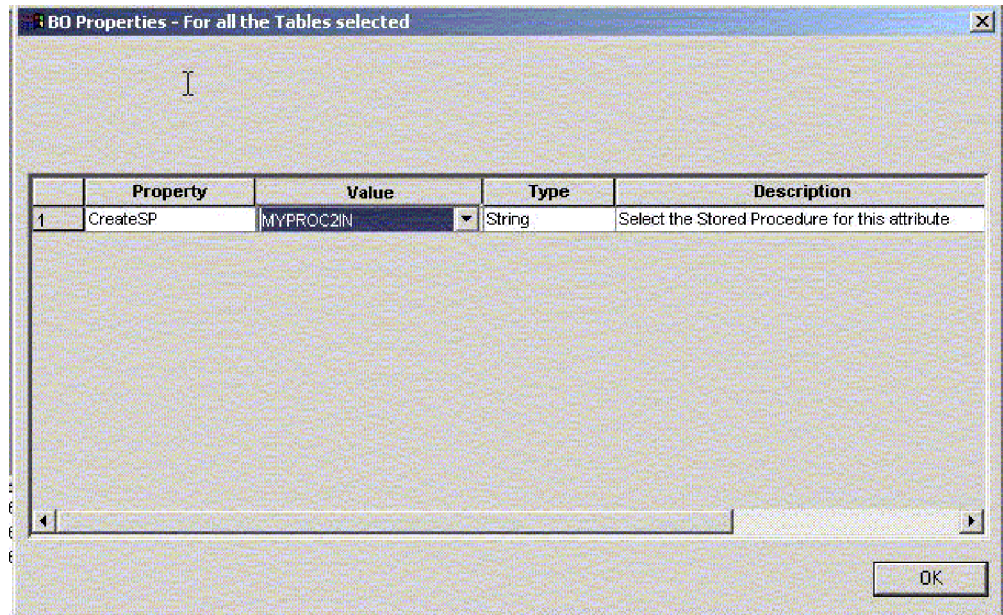 BO Properties - For all the Tables selected
Property Value Type Description
1 CreateSP MYPROC2IN String Select the Stored Procedure for this attribute
OK